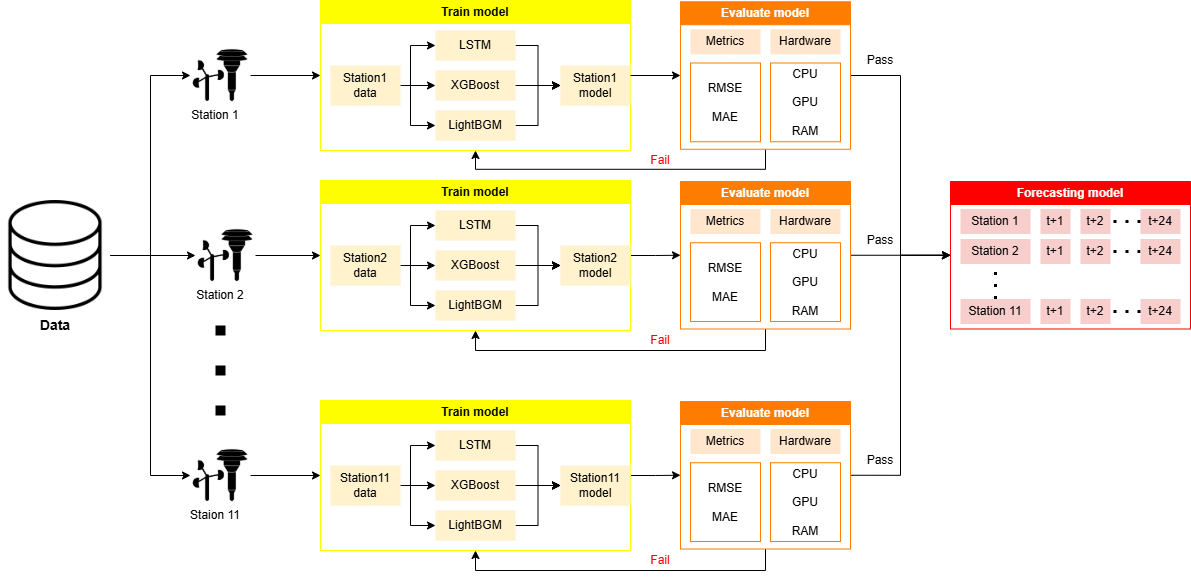 Data
Station 1
Train model
Station1
data
LSTM
XGBoost
LightBGM
Station1
model
Evaluate model
Metrics
Hardware
RMSE
MAE
CPU
GPU
RAM
Pass
Fail
Station 2
Train model
Station2
data
LSTM
XGBoost
LightBGM
Station2
model
Evaluate model
Metrics
Hardware
RMSE
MAE
CPU
GPU
RAM
Pass
Fail
Staion 11
Train model
Station11
data
LSTM
XGBoost
LightBGM
Station11
model
Evaluate model
Metrics
Hardware
RMSE
MAE
CPU
GPU
RAM
Pass
Fail
Forecasting model
Station 1 t+1 t+2 . . . t+24
Station 2 t+1 t+2 . . . t+24
Station 11 t+1 t+2 . . . t+24